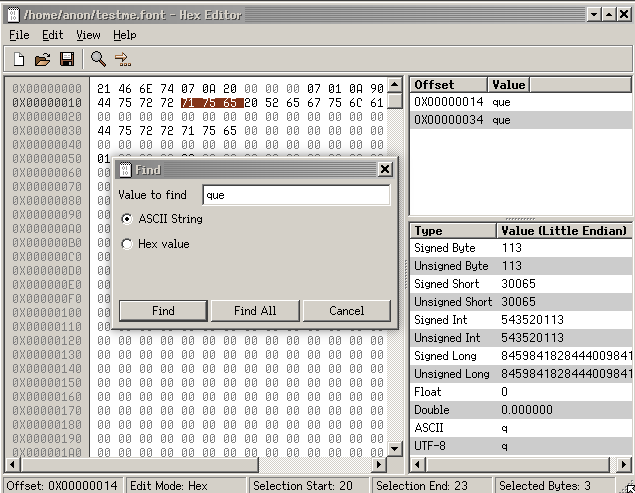 /home/anon/testme.font - Hex Editor
File Edit View Help
0X00000000 21 46 6E 74 07 0A 20 00 00 00 07 01 0A 90
0X00000010 44 75 72 72 71 75 65 20 52 65 67 75 6C 61
0X00000020 00 00 00 00 00 00 00 00 00 00 00 00 00 00
0X00000030 44 75 72 72 71 75 65 00 00 00 00 00 00 00
0X00000040 00 00 00 00 00 00 00 00 00 00 00 00 00 00
0X00000050 01
0X00000060 00
0X00000070 00
0X00000080 00
0X00000090 00
0X000000A0 00
0X000000B0 00
0X000000C0 00
0X000000D0 00
0X000000E0 00
0X000000F0 00
0X00000100 00
0X00000110 00
0X00000120 00 00 00 00 00 00 00 00 00 00 00 00 00 00
0X00000130 00 00 00 00 00 00 00 00 00 00 00 00 00 00
0X00000140 00 00 00 00 00 00 00 00 00 00 00 00 00 00
0X00000150 00 00 00 00 00 00 00 00 00 00 00 00 00 00
0X00000160 00 00 00 00 00 00 00 00 00 00 00 00 00 00
0X00000170 00 00 00 00 00 00 00 00 00 00 00 00 00 00
0X00000180 00 00 00 00 00 00 00 00 00 00 00 00 00 00
0X00000190 00 00 00 00 00 00 00 00 00 00 00 00 00 00
0X000001A0 00 00 00 00 00 00 00 00 00 00 00 00 00 00
Find
Value to find que
ASCII String
Hex value
Find Find All Cancel
Offset Value
0X00000014 que
0X00000034 que
Type Value (Little Endian)
Signed Byte 113
Unsigned Byte 113
Signed Short 30065
Unsigned Short 30065
Signed Int 543520113
Unsigned Int 543520113
Signed Long 8459841828444009841
Unsigned Long 8459841828444009841
Float 0
Double 0.000000
ASCII q
UTF-8 q
Offset: 0X00000014 Edit Mode: Hex Selection Start: 20 Selection End: 23 Selected Bytes: 3